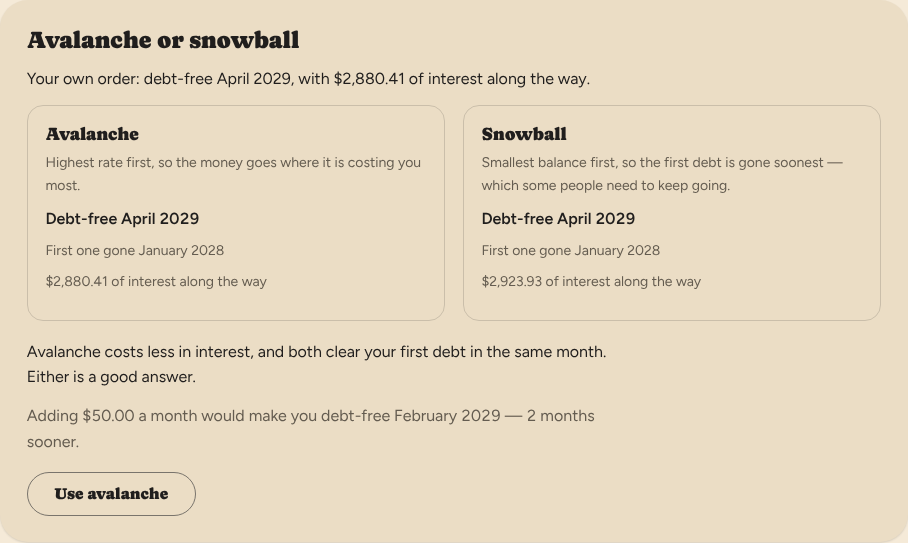 Avalanche or snowball
Your own order: debt-free April 2029, with $2,880.41 of interest along the way.
Avalanche
Highest rate first, so the money goes where it is costing you
most.
Debt-free April 2029
First one gone January 2028
$2,880.41 of interest along the way
Snowball
Smallest balance first, so the first debt is gone soonest —
which some people need to keep going.
Debt-free April 2029
First one gone January 2028
$2,923.93 of interest along the way
Avalanche costs less in interest, and both clear your first debt in the same month.
Either is a good answer.
Adding $50.00 a month would make you debt-free February 2029 — 2 months
sooner.
Use avalanche